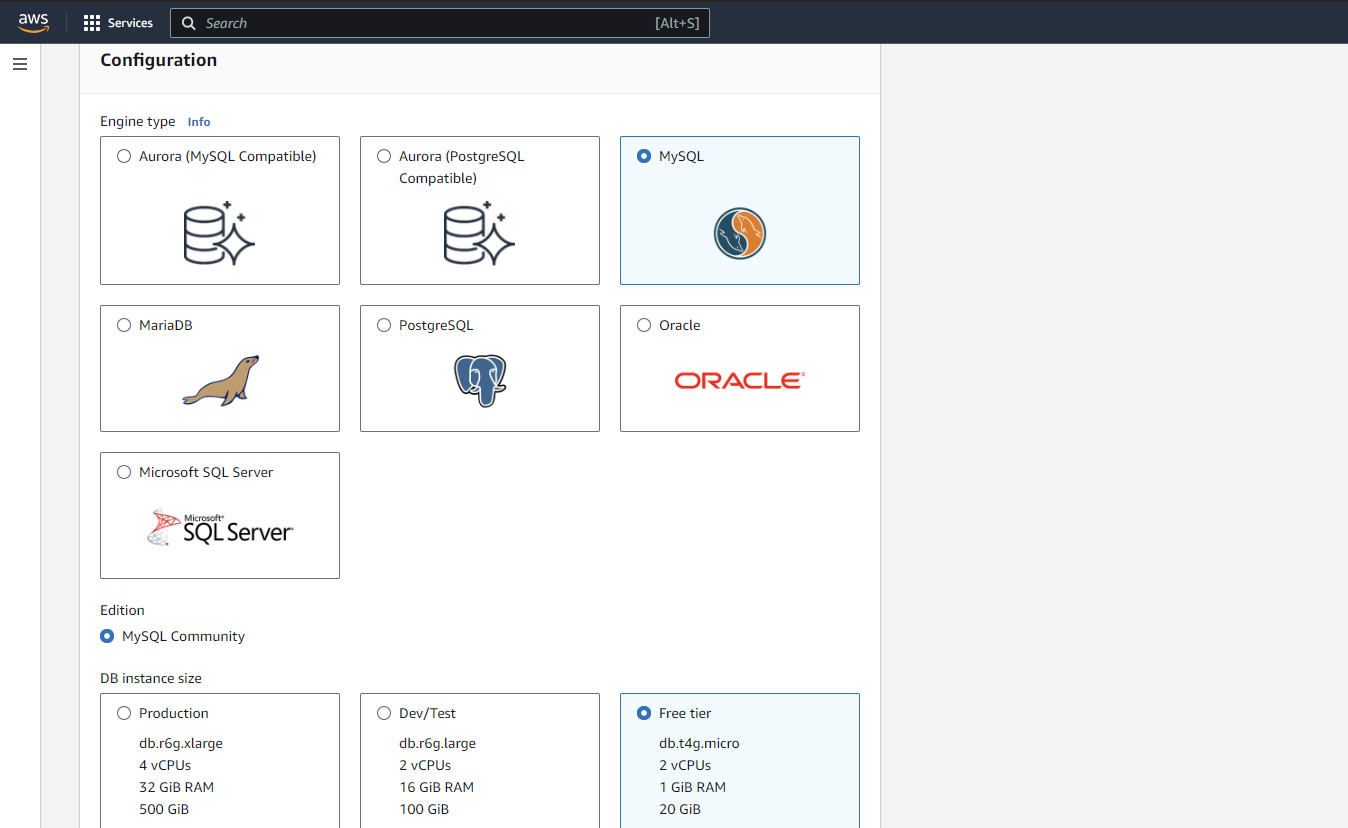 aws
Services
Search
[Alt+S]
Configuration
Engine type Info
Aurora (MySQL Compatible)
Aurora (PostgreSQL
Compatible)
MySQL
MariaDB
PostgreSQL
Oracle
ORACLE
Microsoft SQL Server
Microsoft®
SQL Server
Edition
MySQL Community
DB instance size
Production
db.r6g.xlarge
4 vCPUs
32 GiB RAM
500 GiB
Dev/Test
db.r6g.large
2 vCPUs
16 GiB RAM
100 GiB
Free tier
db.t4g.micro
2 vCPUs
1 GiB RAM
20 GiB